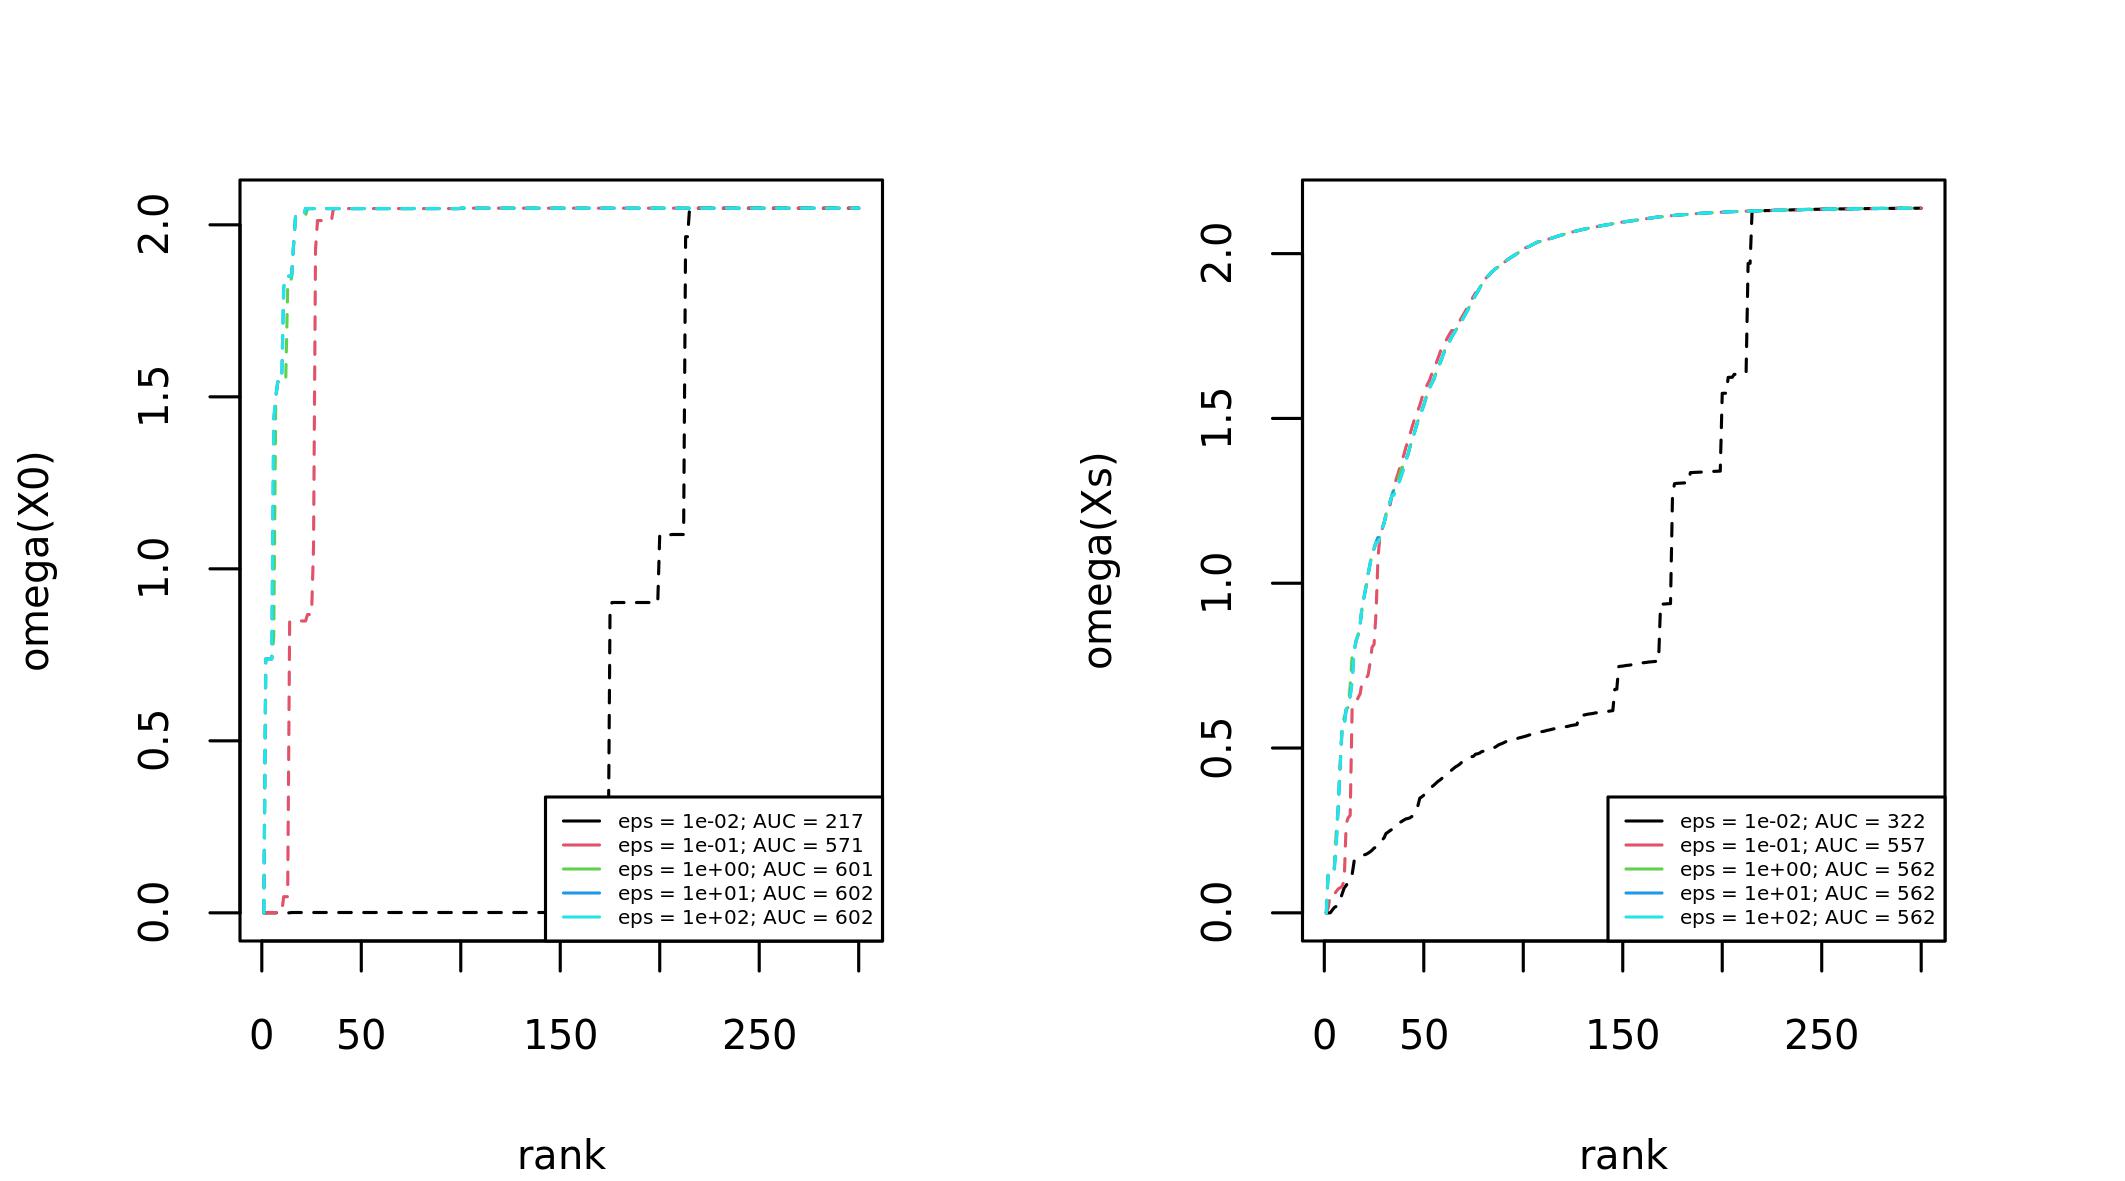 omega(X0)
2.0
1.5
1.0
0.5
0.0
eps = 1e-02; AUC = 217
eps = 1e-01; AUC = 571
eps = 1e+00; AUC = 601
eps = 1e+01; AUC = 602
eps = 1e+02; AUC = 602
0 50 150 250
rank
omega(Xs)
2.0
1.5
1.0
0.5
0.0
eps = 1e-02; AUC = 322
eps = 1e-01; AUC = 557
eps = 1e+00; AUC = 562
eps = 1e+01; AUC = 562
eps = 1e+02; AUC = 562
0 50 150 250
rank